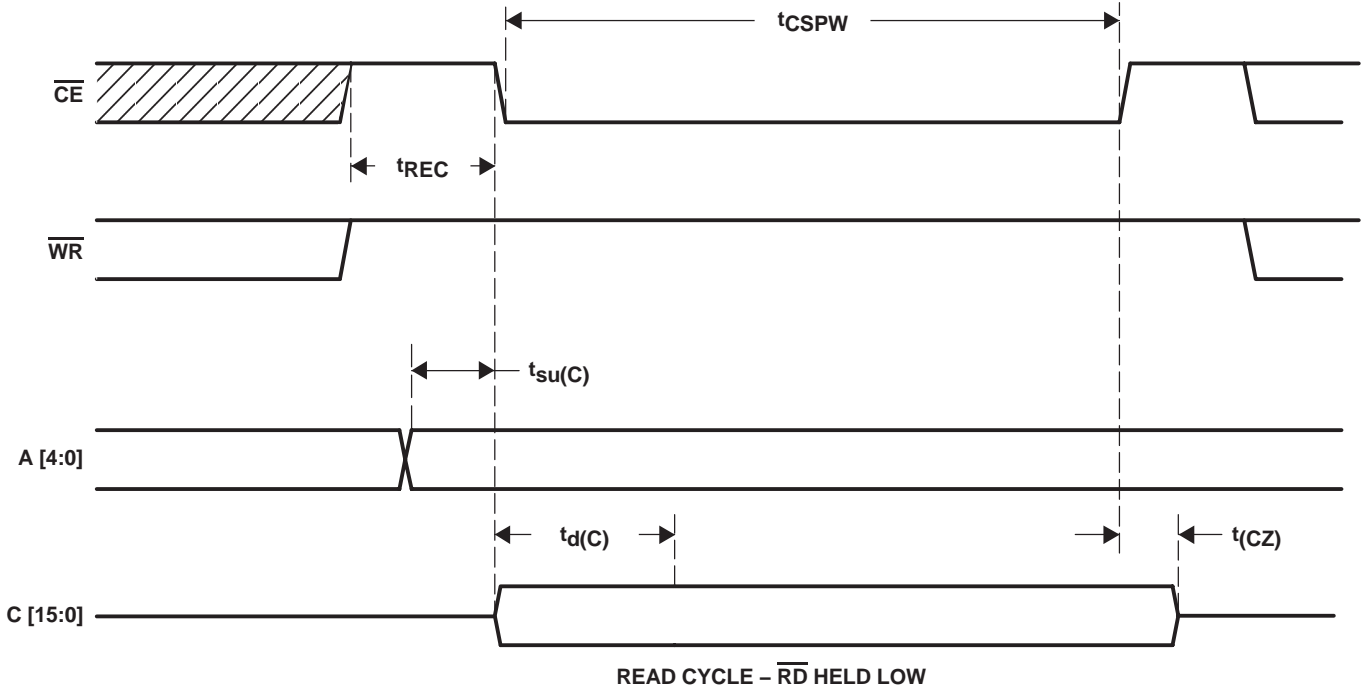 tCSPW
CE
tREC
WR
tsu(C)
A [4:0]
td(C)
t(CZ)
C [15:0]
READ CYCLE – RD HELD LOW